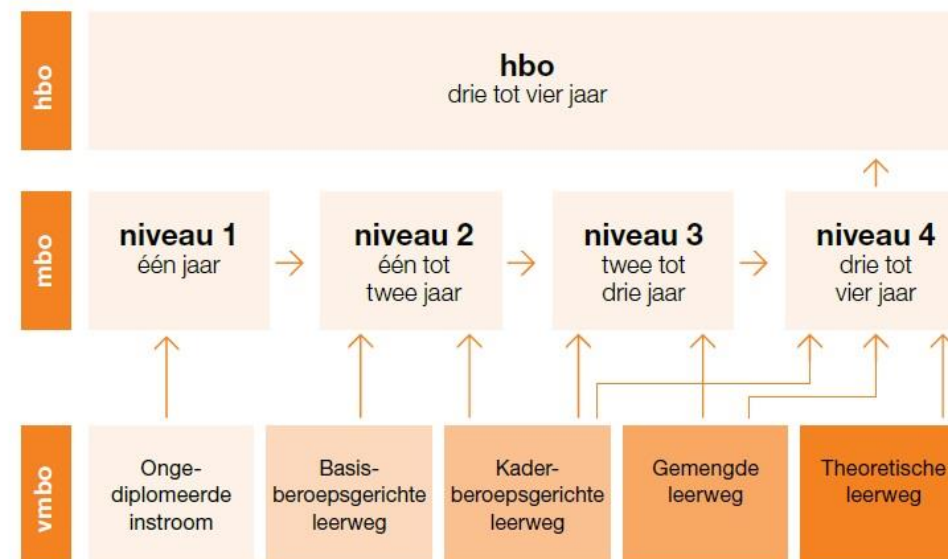 hbo
hbo
drie tot vier jaar
mbo
niveau 1
één jaar
niveau 2
één tot
twee jaar
niveau 3
twee tot
drie jaar
niveau 4
drie tot
vier jaar
vmbo
Onge-
diplomeerde
instroom
Basis-
beroepsgerichte
leerweg
Kader-
beroepsgerichte
leerweg
Gemengde
leerweg
Theoretische
leerweg